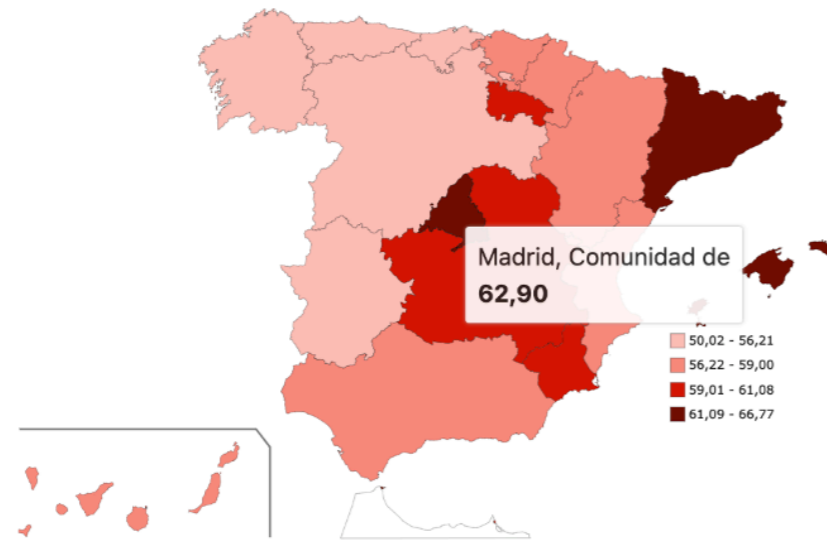 Madrid, Comunidad de
62,90
50,02 - 56,21
56,22 - 59,00
59,01 - 61,08
61,09 - 66,77